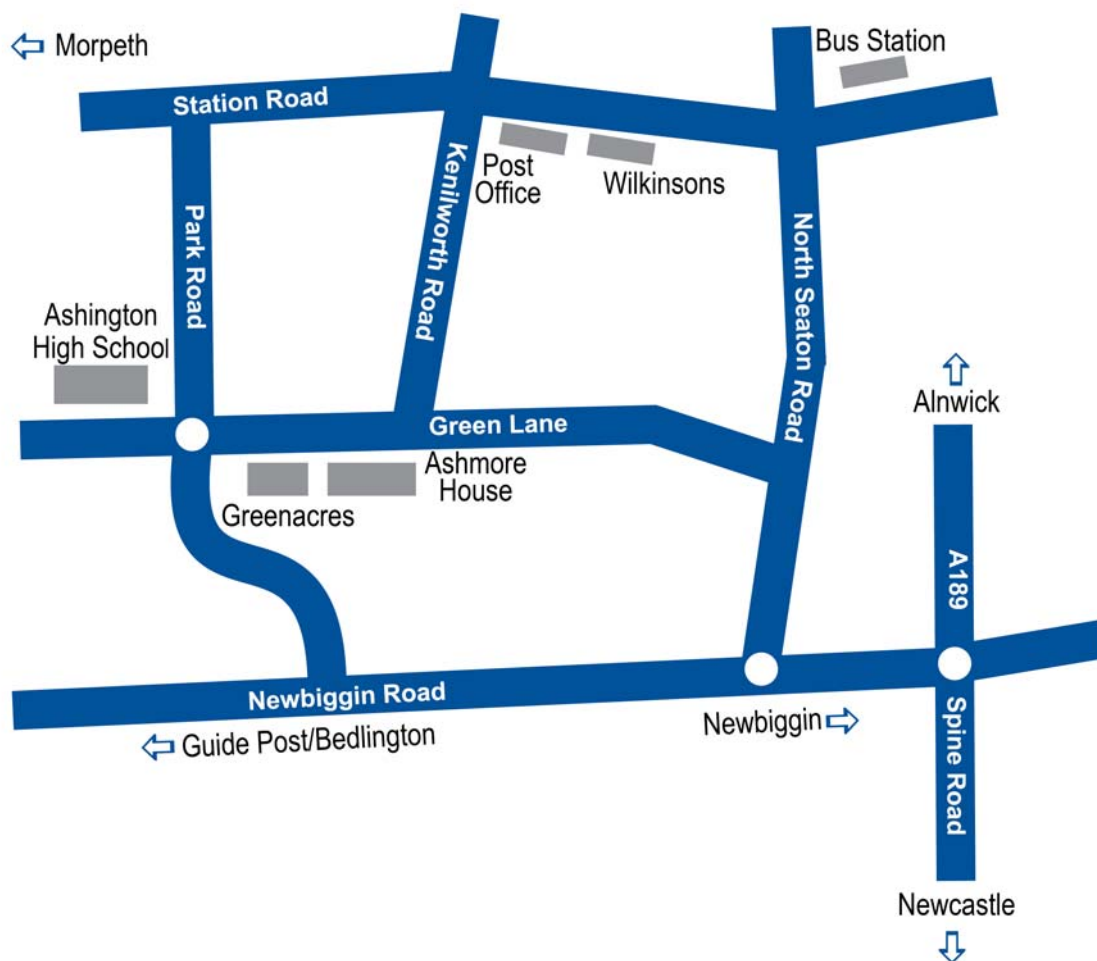 Morpeth
Bus Station
Station Road
Post
Office
Wilkinsons
Kenilworth Road
Park Road
North Seaton Road
Ashington
High School
Green Lane
Alnwick
Ashmore
House
Greenacres
A189
Newbiggin Road
Newbiggin
Guide Post/Bedlington
Spine Road
Newcastle